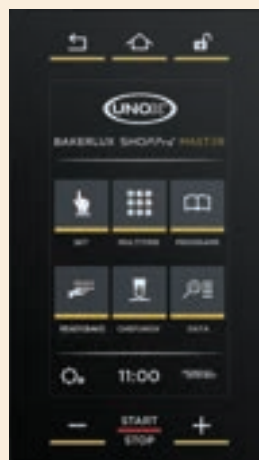 UNOX
BAKERLUX SHOP.Pro MASTER
SET
MULTITIME
PROGRAMS
READY.BAKE
CHEFUNOX
DATA
11:00
START
STOP